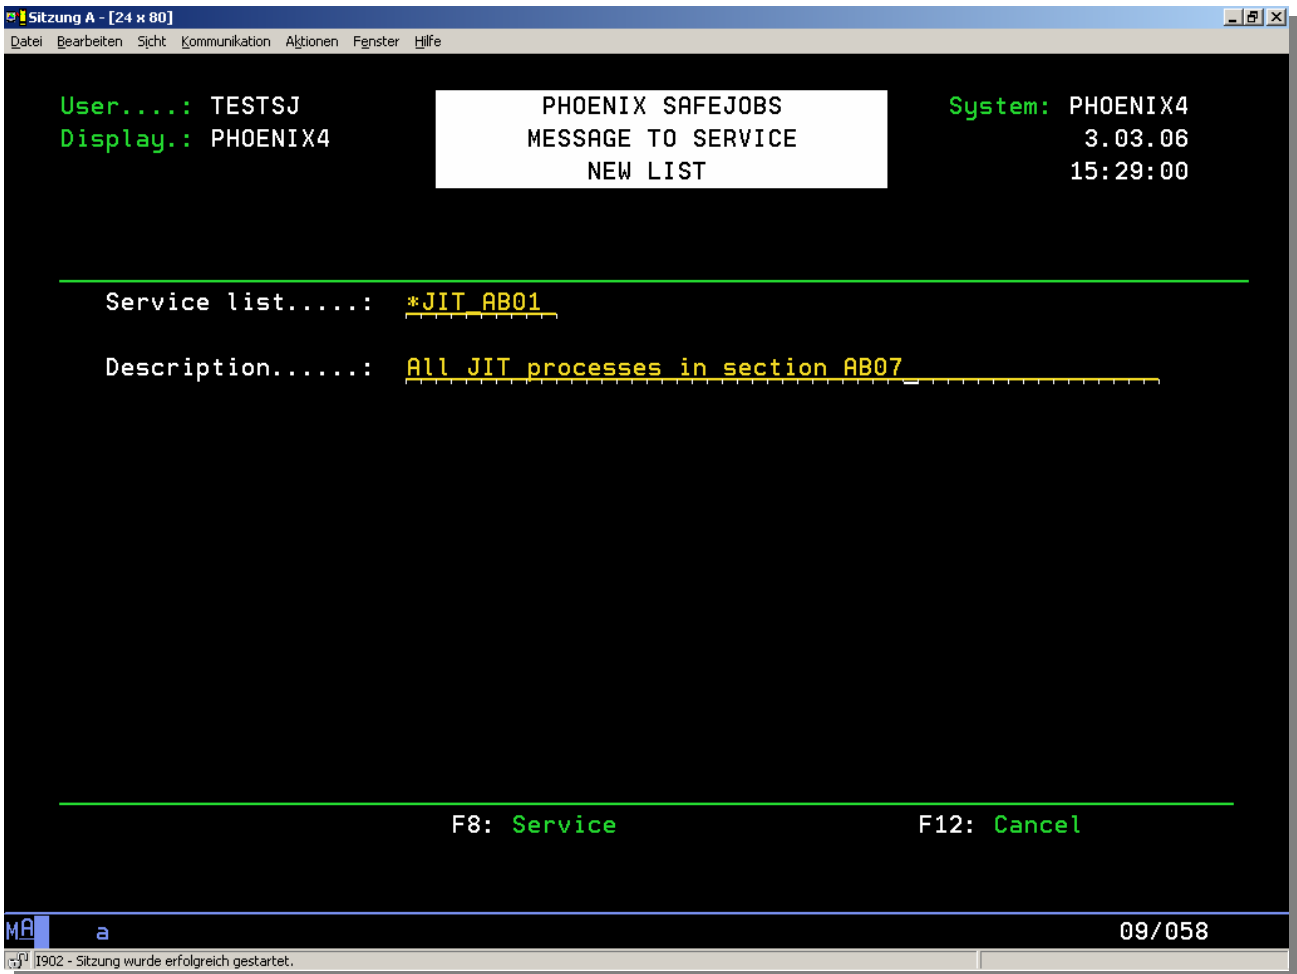 Sitzung A - [24 x 80]
Datei Bearbeiten Sicht Kommunikation Aktionen Fenster Hilfe
User....: TESTSJ PHOENIX SAFEJOBS System: PHOENIX4
Display.: PHOENIX4 MESSAGE TO SERVICE 3.03.06
NEW LIST 15:29:00
Service list.....: *JIT_AB01
Description......: All JIT processes in section AB07
F8: Service F12: Cancel
MA a 09/058
I902 - Sitzung wurde erfolgreich gestartet.